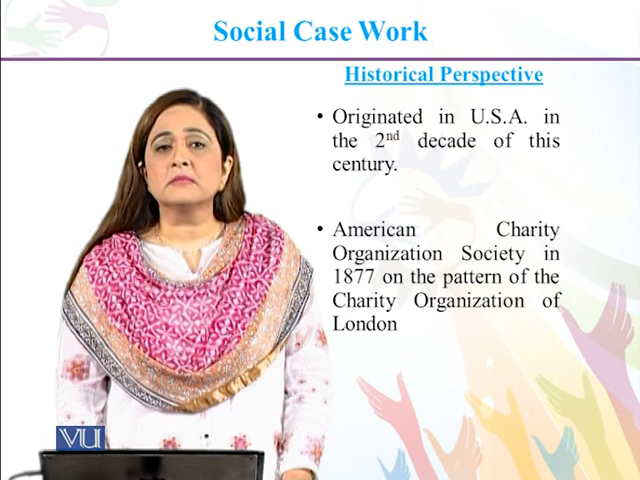 Social Case Work
Historical Perspective
• Originated in U.S.A. in
the 2nd decade of this
century.
• American Charity
Organization Society in
1877 on the pattern of the
Charity Organization of
London
VU